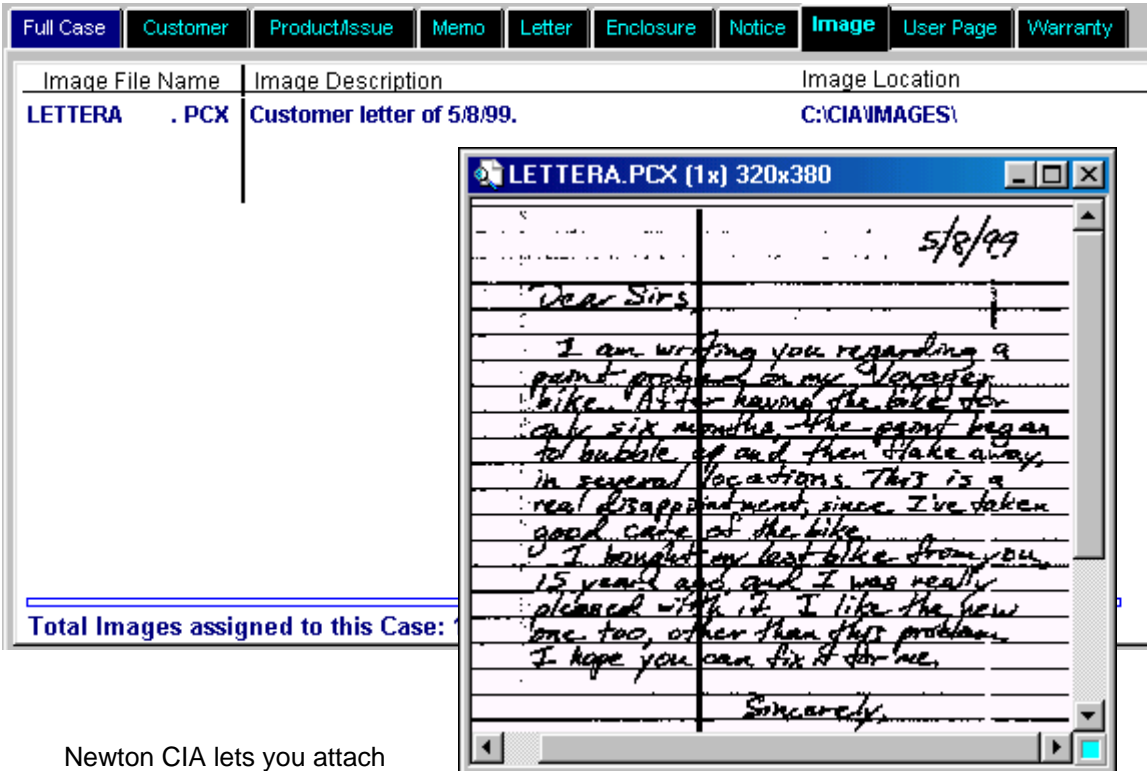 Full Case Customer Product/Issue Memo Letter Enclosure Notice Image User Page Warranty
Image File Name Image Description Image Location
LETTERA . PCX Customer letter of 5/8/99. C:\CIA\IMAGES\
LETTERA.PCX (1x) 320x380
5/8/99
Dear Sirs,
I am writing you regarding a
paint problem on my Voyager
bike. After having the bike for
only six months, the paint began
to bubble up and then flake away,
in several locations. This is a
real disappointment, since I've taken
good care of the bike.
I bought my last bike from you
15 years ago and I was really
pleased with it. I like the new
one too, other than this problem.
I hope you can fix it for me.
Sincerely,
Total Images assigned to this Case:
Newton CIA lets you attach